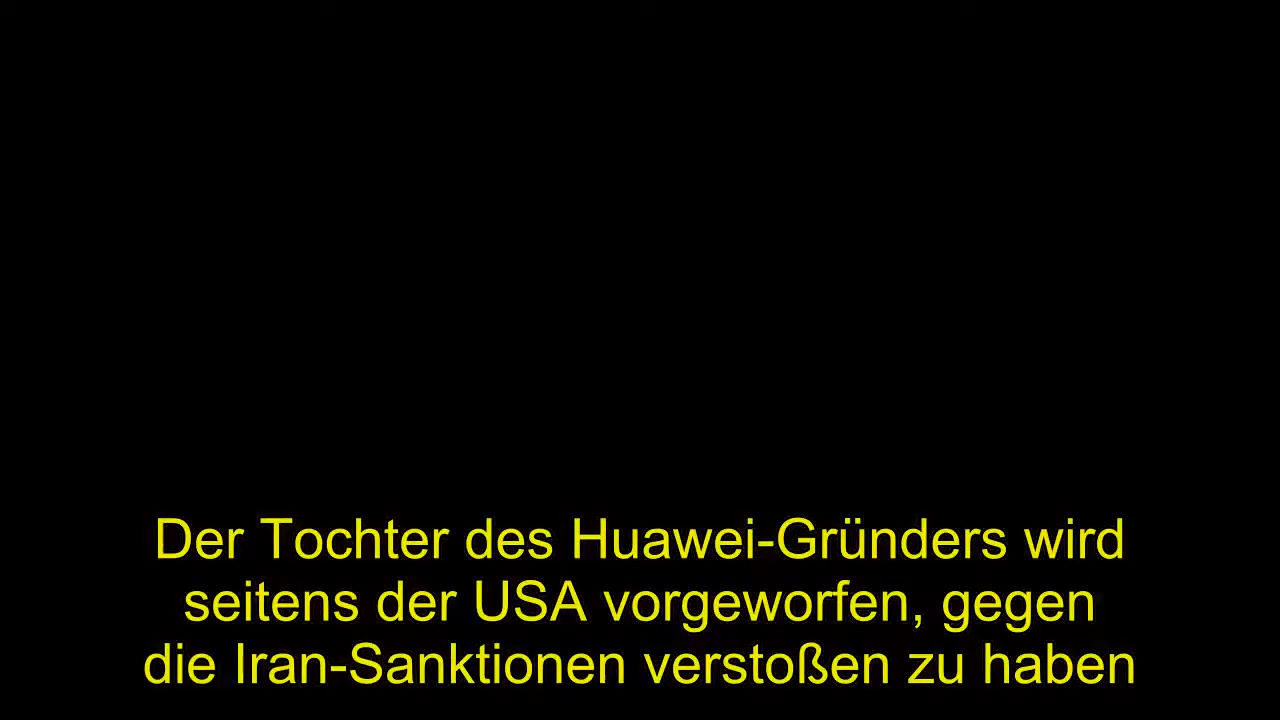 Der Tochter des Huawei-Gründers wird
seitens der USA vorgeworfen, gegen
die Iran-Sanktionen verstoßen zu haben